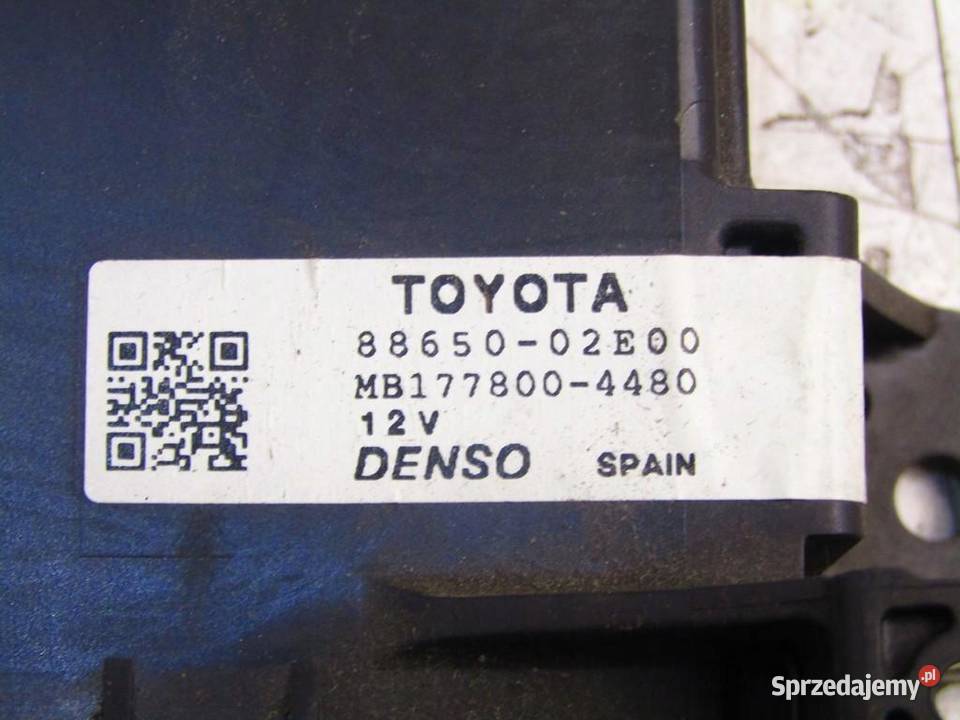 TOYOTA
88650-02E00
MB177800-4480
12V
DENSO SPAIN
Sprzedajemy.pl